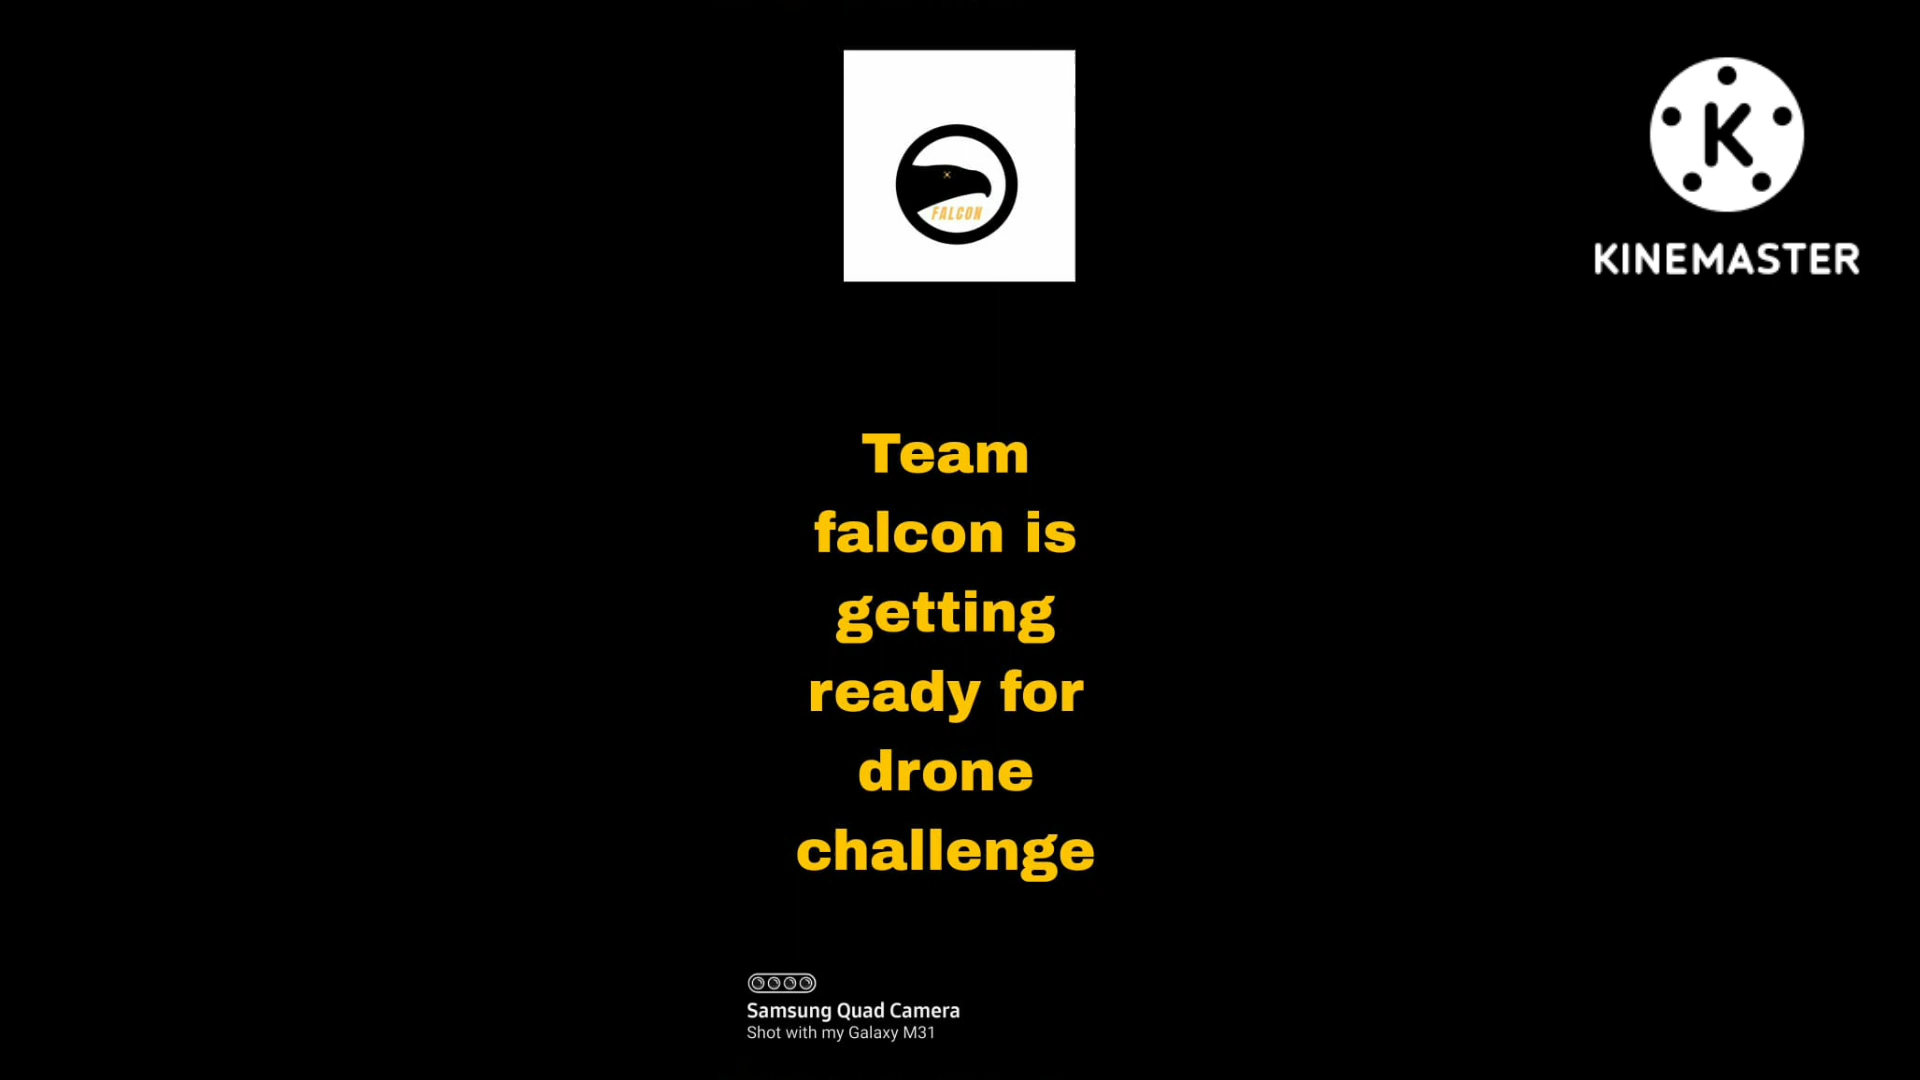 FALCON
K
KINEMASTER
Team
falcon is
getting
ready for
drone
challenge
Samsung Quad Camera
Shot with my Galaxy M31